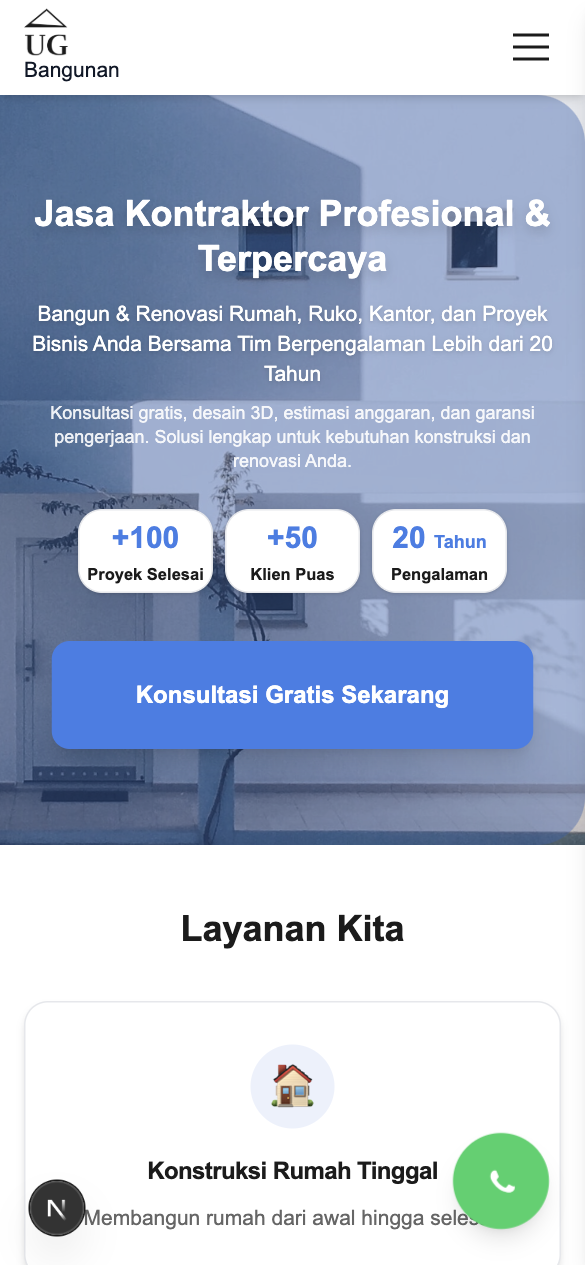 UG
Bangunan
Jasa Kontraktor Profesional &
Terpercaya
Bangun & Renovasi Rumah, Ruko, Kantor, dan Proyek
Bisnis Anda Bersama Tim Berpengalaman Lebih dari 20
Tahun
Konsultasi gratis, desain 3D, estimasi anggaran, dan garansi
pengerjaan. Solusi lengkap untuk kebutuhan konstruksi dan
renovasi Anda.
+100
Proyek Selesai
+50
Klien Puas
20 Tahun
Pengalaman
Konsultasi Gratis Sekarang
Layanan Kita
Konstruksi Rumah Tinggal
N
Membangun rumah dari awal hingga